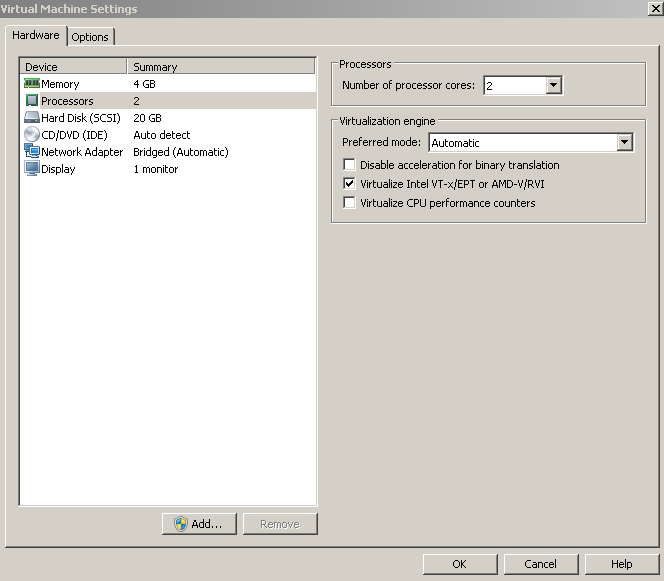 Virtual Machine Settings
Hardware Options
Device Summary
Memory 4 GB
Processors 2
Hard Disk (SCSI) 20 GB
CD/DVD (IDE) Auto detect
Network Adapter Bridged (Automatic)
Display 1 monitor
Add... Remove
Processors
Number of processor cores: 2
Virtualization engine
Preferred mode: Automatic
Disable acceleration for binary translation
Virtualize Intel VT-x/EPT or AMD-V/RVI
Virtualize CPU performance counters
OK Cancel Help